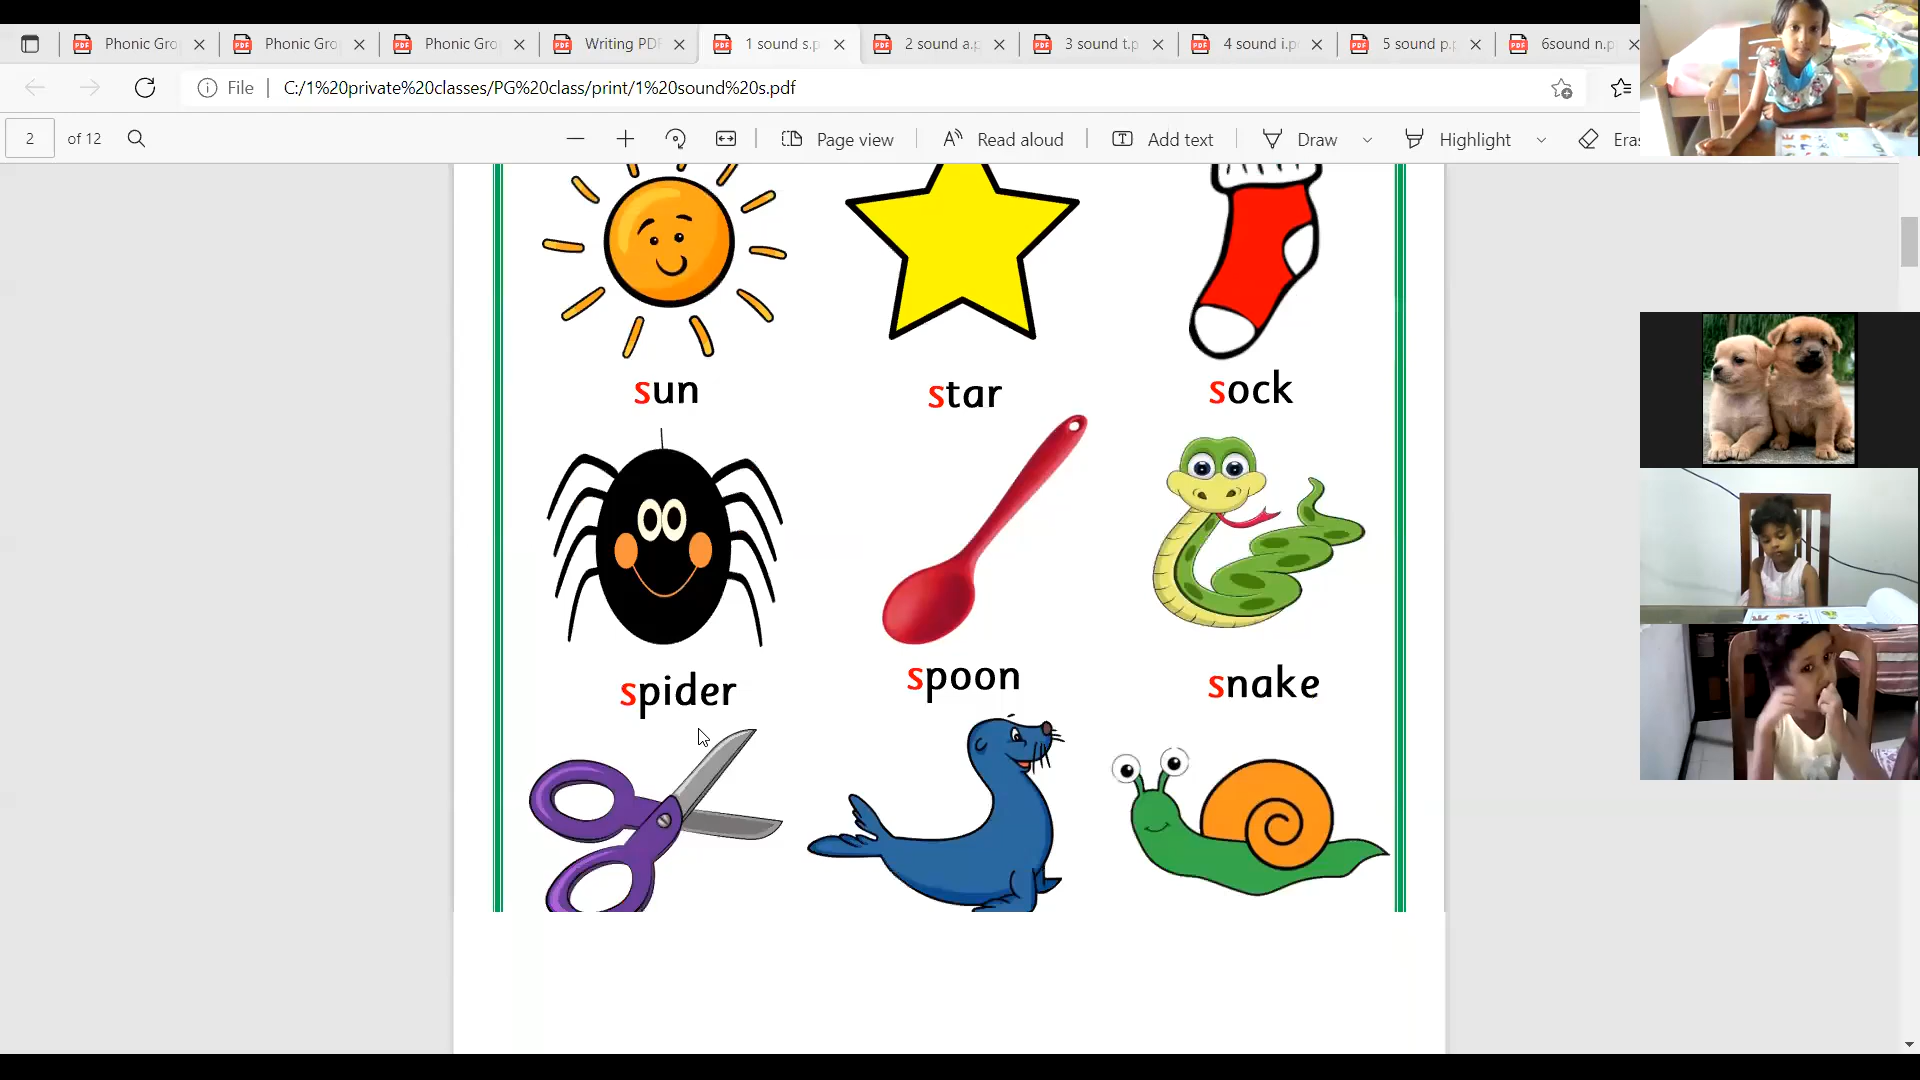 Phonic Gro Phonic Gro Phonic Gro Writing PDF 1 sound s.p 2 sound a.p 3 sound t.p 4 sound i.p 5 sound p.p 6sound n.p
File C:/1%20private%20classes/PG%20class/print/1%20sound%20s.pdf
2 of 12 Page view Read aloud Add text Draw Highlight Eras
sun star sock
spider spoon snake